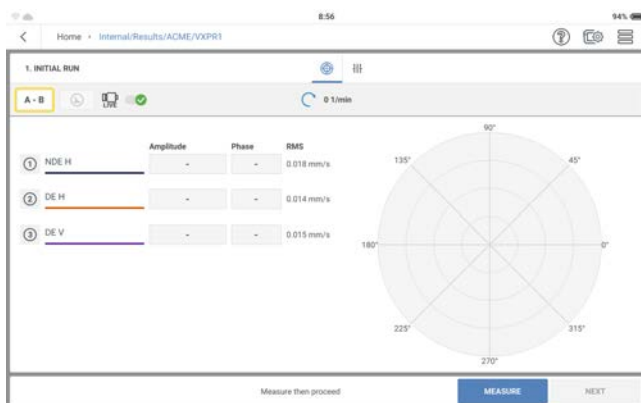 8:56
94%
Home • Internal/Results/ACME/VXPR1
1. INITIAL RUN
A - B
LIVE
0 1/min
Amplitude Phase RMS
1 NDE H - - 0.018 mm/s
2 DE H - - 0.014 mm/s
3 DE V - - 0.015 mm/s
90°
135° 45°
180° 0°
225° 315°
270°
Measure then proceed
MEASURE
NEXT